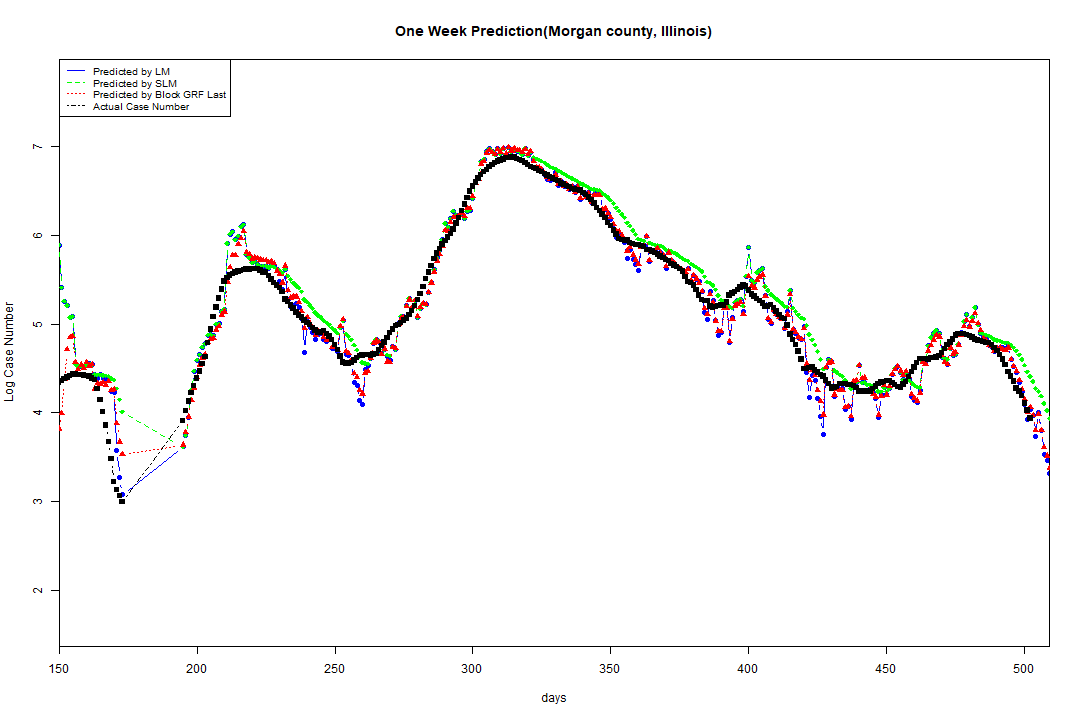 One Week Prediction(Morgan county, Illinois)
Predicted by LM
Predicted by SLM
Predicted by Block GRF Last
Actual Case Number
Log Case Number
7
6
5
4
3
2
150 200 250 300 350 400 450 500
days